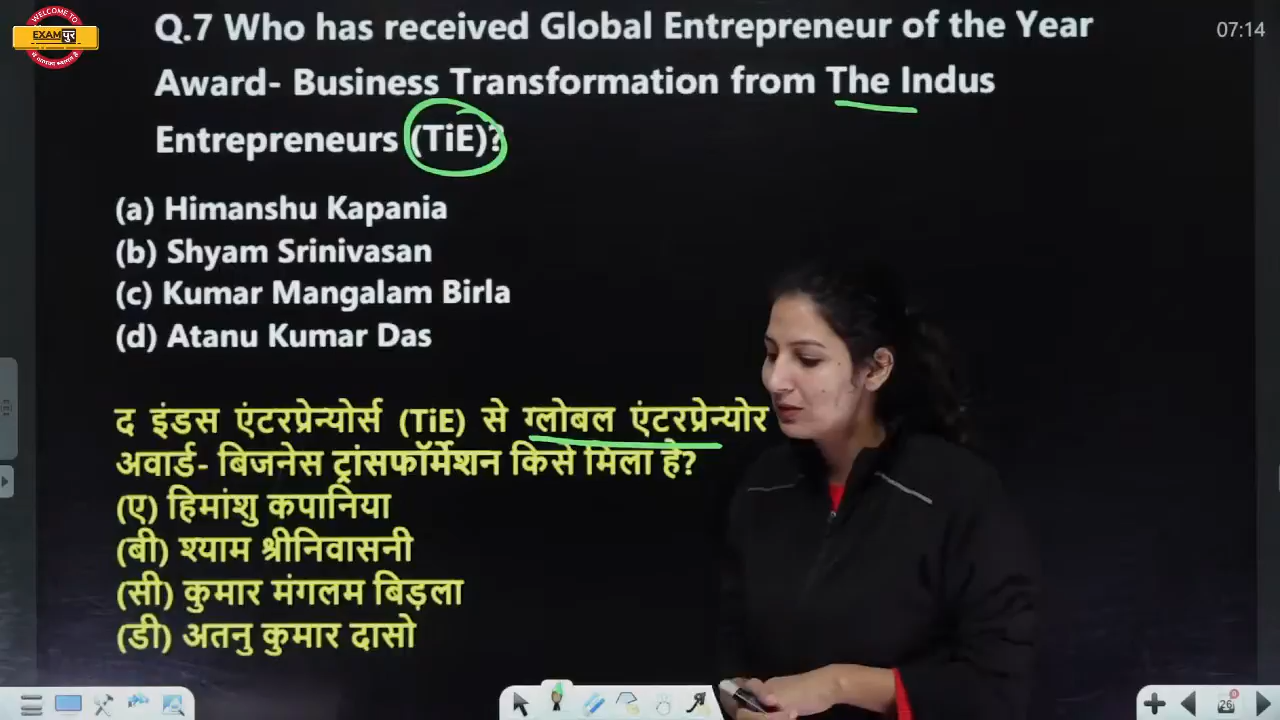 WELCOME TO
EXAM पुर
07:14
Q.7 Who has received Global Entrepreneur of the Year
Award- Business Transformation from The Indus
Entrepreneurs (TiE)?
(a) Himanshu Kapania
(b) Shyam Srinivasan
(c) Kumar Mangalam Birla
(d) Atanu Kumar Das
द इंडस एंटरप्रेन्योर्स (TiE) से ग्लोबल एंटरप्रेन्योर
अवार्ड- बिजनेस ट्रांसफॉर्मेशन किसे मिला हे?
(ए) हिमांशु कपानिया
(बी) श्याम श्रीनिवासनी
(सी) कुमार मंगलम बिड़ला
(डी) अतनु कुमार दासो
26